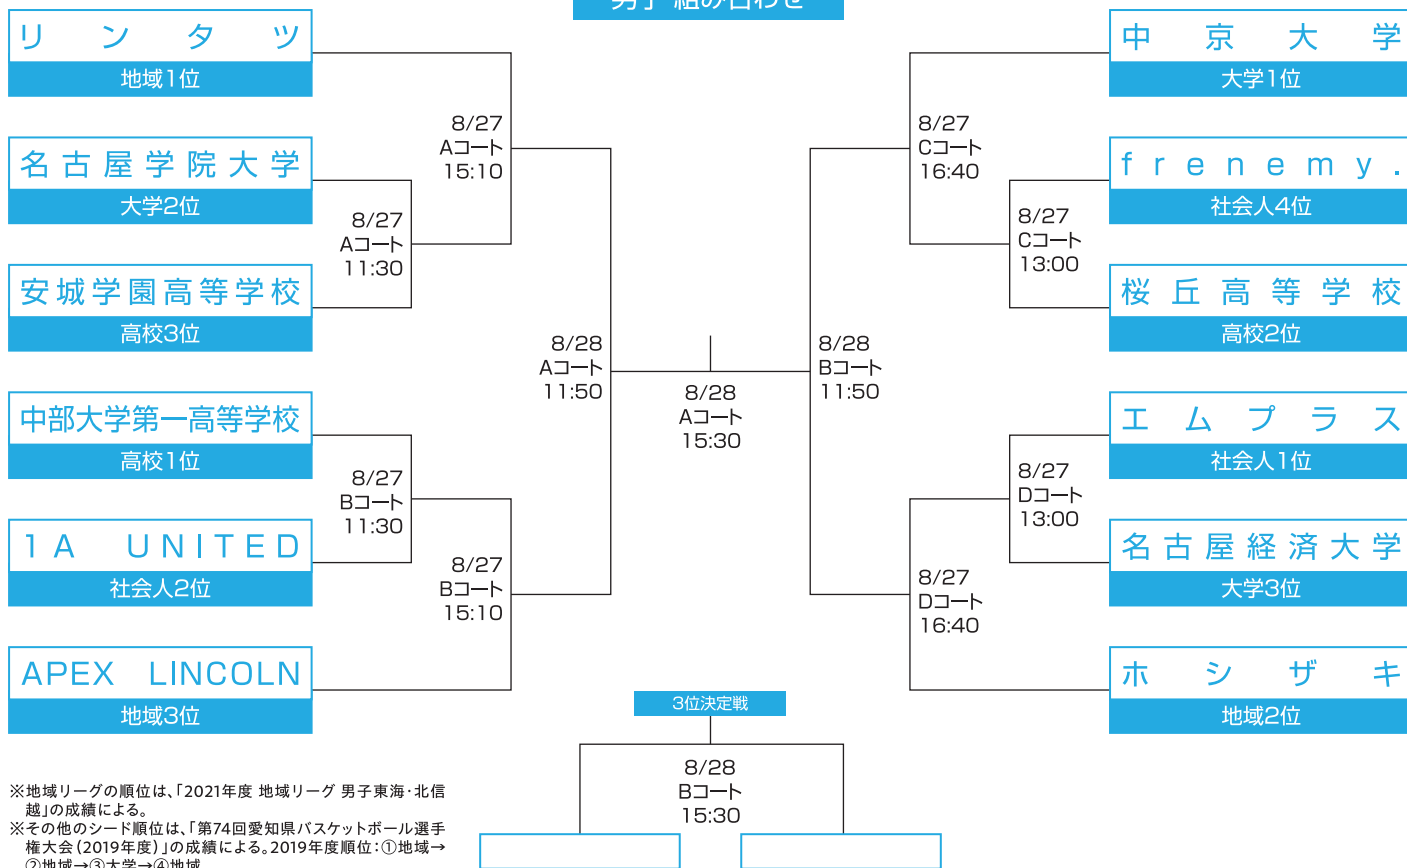 男子 組み合わせ
リンタツ
地域1位
名古屋学院大学
大学2位
安城学園高等学校
高校3位
中部大学第一高等学校
高校1位
1A UNITED
社会人2位
APEX LINCOLN
地域3位
8/27
Aコート
15:10
8/27
Aコート
11:30
8/27
Bコート
11:30
8/27
Bコート
15:10
8/28
Aコート
11:50
8/28
Aコート
15:30
8/28
Bコート
11:50
8/27
Cコート
16:40
8/27
Cコート
13:00
8/27
Dコート
13:00
8/27
Dコート
16:40
中京大学
大学1位
frenemy.
社会人4位
桜丘高等学校
高校2位
エムプラス
社会人1位
名古屋経済大学
大学3位
ホシザキ
地域2位
3位決定戦
8/28
Bコート
15:30
※地域リーグの順位は、「2021年度 地域リーグ 男子東海・北信
越」の成績による。
※その他のシード順位は、「第74回愛知県バスケットボール選手
権大会(2019年度)」の成績による。2019年度順位:①地域→
②地域→③大学→④地域